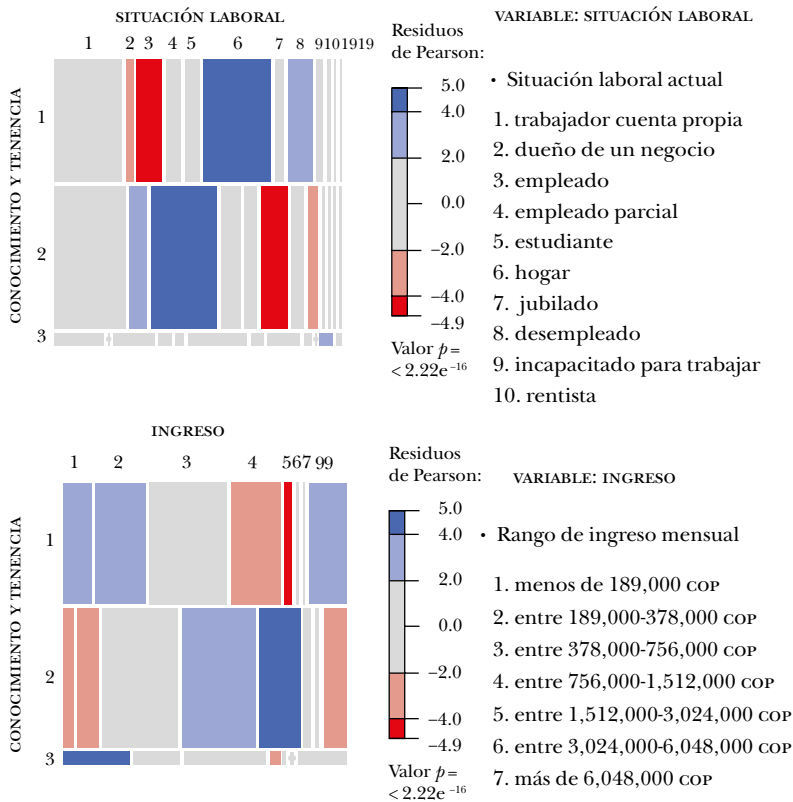 SITUACIÓN LABORAL
1 2 3 4 5 6 7 8 9101919
CONOCIMIENTO Y TENENCIA
1
2
3
Residuos
de Pearson:
5.0
4.0
2.0
0.0
−2.0
−4.0
−4.9
Valor p=
< 2.22e −16
VARIABLE: SITUACIÓN LABORAL
• Situación laboral actual
1. trabajador cuenta propia
2. dueño de un negocio
3. empleado
4. empleado parcial
5. estudiante
6. hogar
7. jubilado
8. desempleado
9. incapacitado para trabajar
10. rentista
INGRESO
1 2 3 4 567 99
CONOCIMIENTO Y TENENCIA
1
2
3
Residuos
de Pearson:
5.0
4.0
2.0
0.0
−2.0
−4.0
−4.9
Valor p=
< 2.22e −16
VARIABLE: INGRESO
• Rango de ingreso mensual
1. menos de 189,000 COP
2. entre 189,000-378,000 COP
3. entre 378,000-756,000 COP
4. entre 756,000-1,512,000 COP
5. entre 1,512,000-3,024,000 COP
6. entre 3,024,000-6,048,000 COP
7. más de 6,048,000 COP